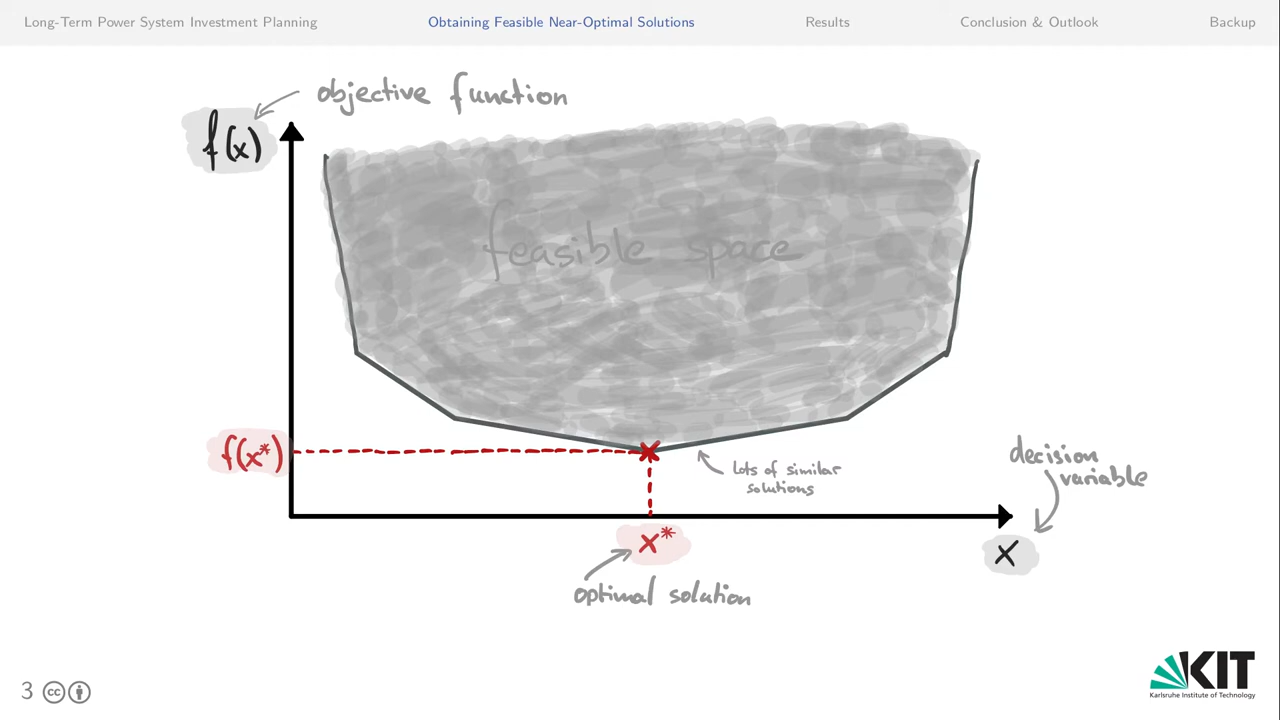 Long-Term Power System Investment Planning
Obtaining Feasible Near-Optimal Solutions
Results
Conclusion & Outlook
Backup
objective function
f(x)
feasible space
f(x*)
lots of similar
solutions
decision
variable
x*
x
optimal solution
3
cc
KIT
Karlsruhe Institute of Technology